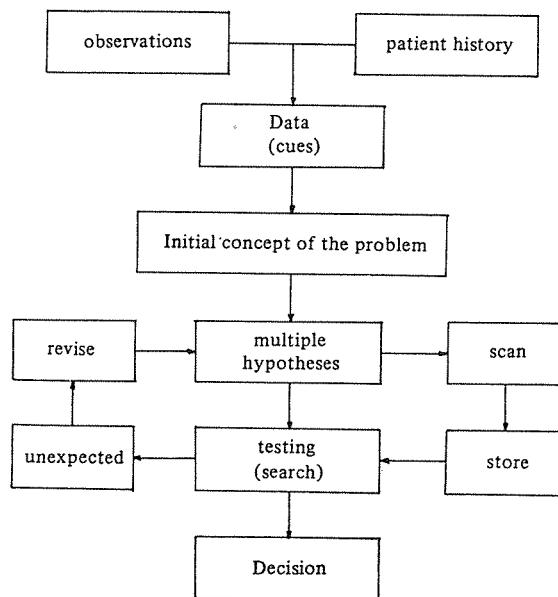 observations
patient history
Data
(cues)
Initial concept of the problem
revise
multiple
hypotheses
scan
unexpected
testing
(search)
store
Decision